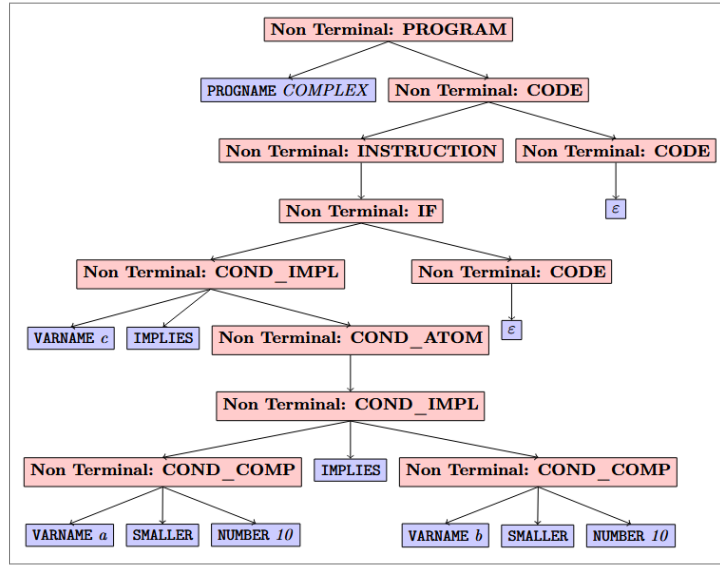 Non Terminal: PROGRAM
PROGNAME COMPLEX
Non Terminal: CODE
Non Terminal: INSTRUCTION
Non Terminal: CODE
Non Terminal: IF
ε
Non Terminal: COND_IMPL
Non Terminal: CODE
VARNAME c
IMPLIES
Non Terminal: COND_ATOM
ε
Non Terminal: COND_IMPL
Non Terminal: COND_COMP
IMPLIES
Non Terminal: COND_COMP
VARNAME a
SMALLER
NUMBER 10
VARNAME b
SMALLER
NUMBER 10